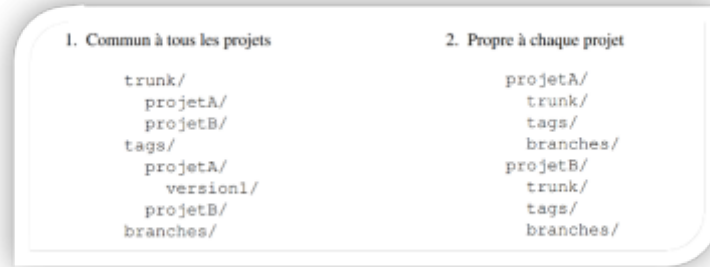 1. Commun à tous les projets
trunk/
projetA/
projetB/
tags/
projetA/
version1/
projetB/
branches/
2. Propre à chaque projet
projetA/
trunk/
tags/
branches/
projetB/
trunk/
tags/
branches/